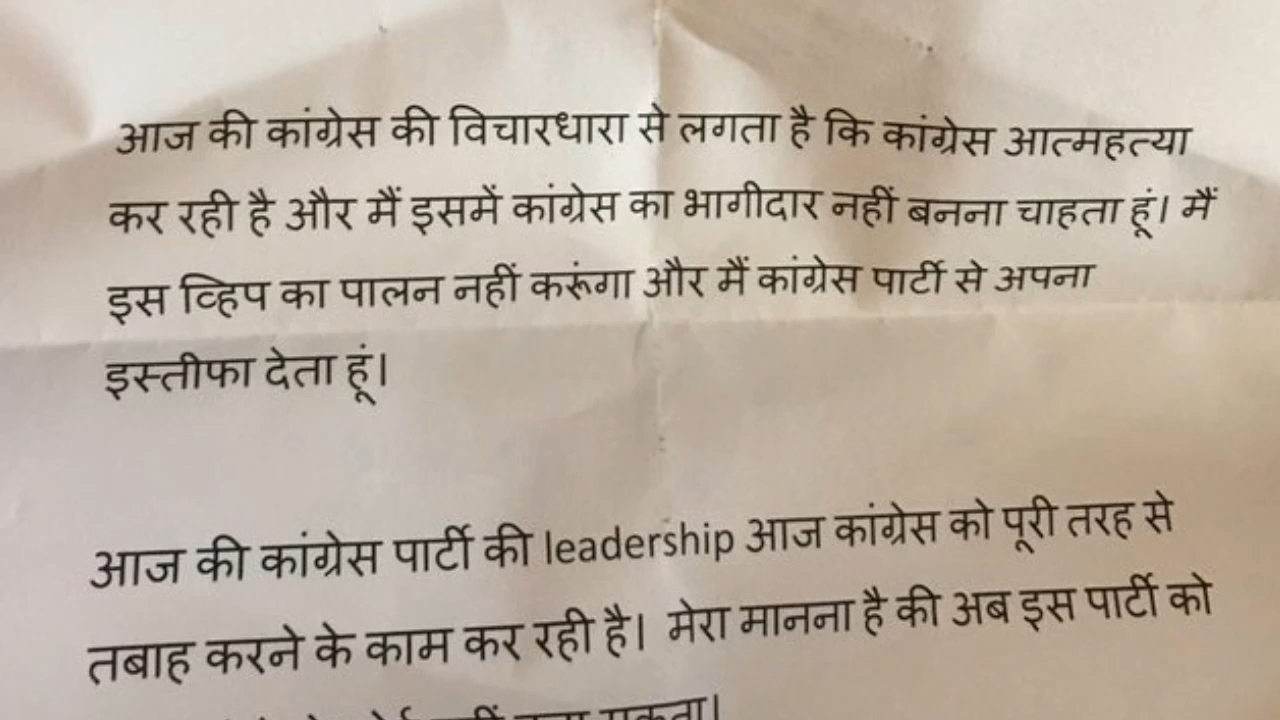 आज की कांग्रेस की विचारधारा से लगता है कि कांग्रेस आत्महत्या
कर रही है और मैं इसमें कांग्रेस का भागीदार नहीं बनना चाहता हूं। मैं
इस व्हिप का पालन नहीं करूंगा और मैं कांग्रेस पार्टी से अपना
इस्तीफा देता हूं।
आज की कांग्रेस पार्टी की leadership आज कांग्रेस को पूरी तरह से
तबाह करने के काम कर रही है। मेरा मानना है की अब इस पार्टी को